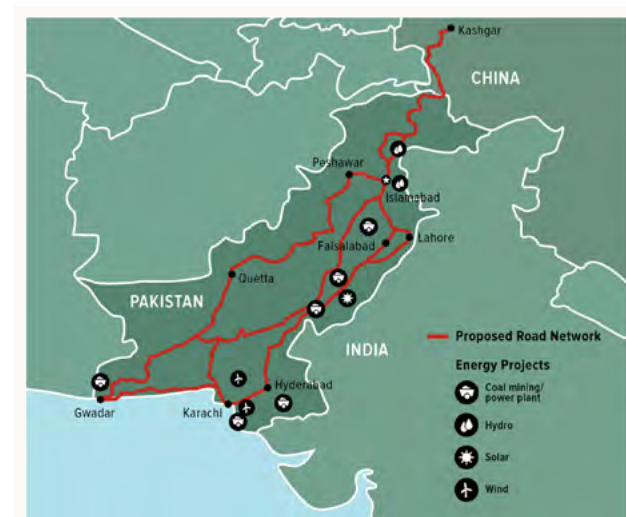 Kashgar
CHINA
Peshawar
Islamabad
Lahore
Faisalabad
Quetta
PAKISTAN
INDIA
Proposed Road Network
Energy Projects
Coal mining/
power plant
Hydro
Solar
Wind
Hyderabad
Gwadar
Karachi